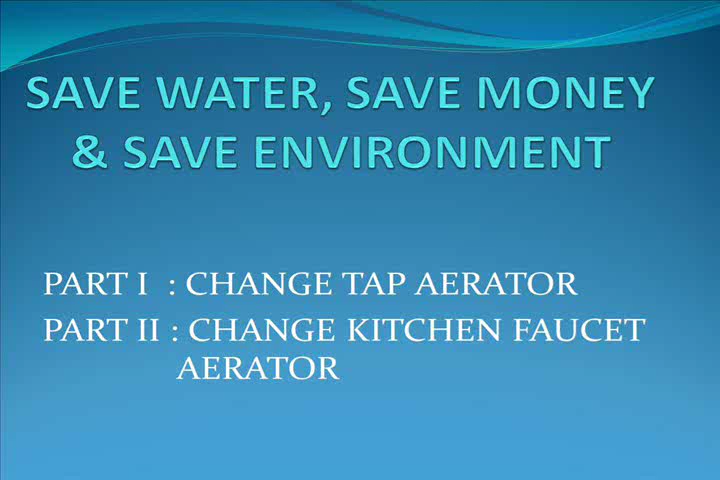 SAVE WATER, SAVE MONEY
& SAVE ENVIRONMENT
PART I : CHANGE TAP AERATOR
PART II : CHANGE KITCHEN FAUCET
AERATOR